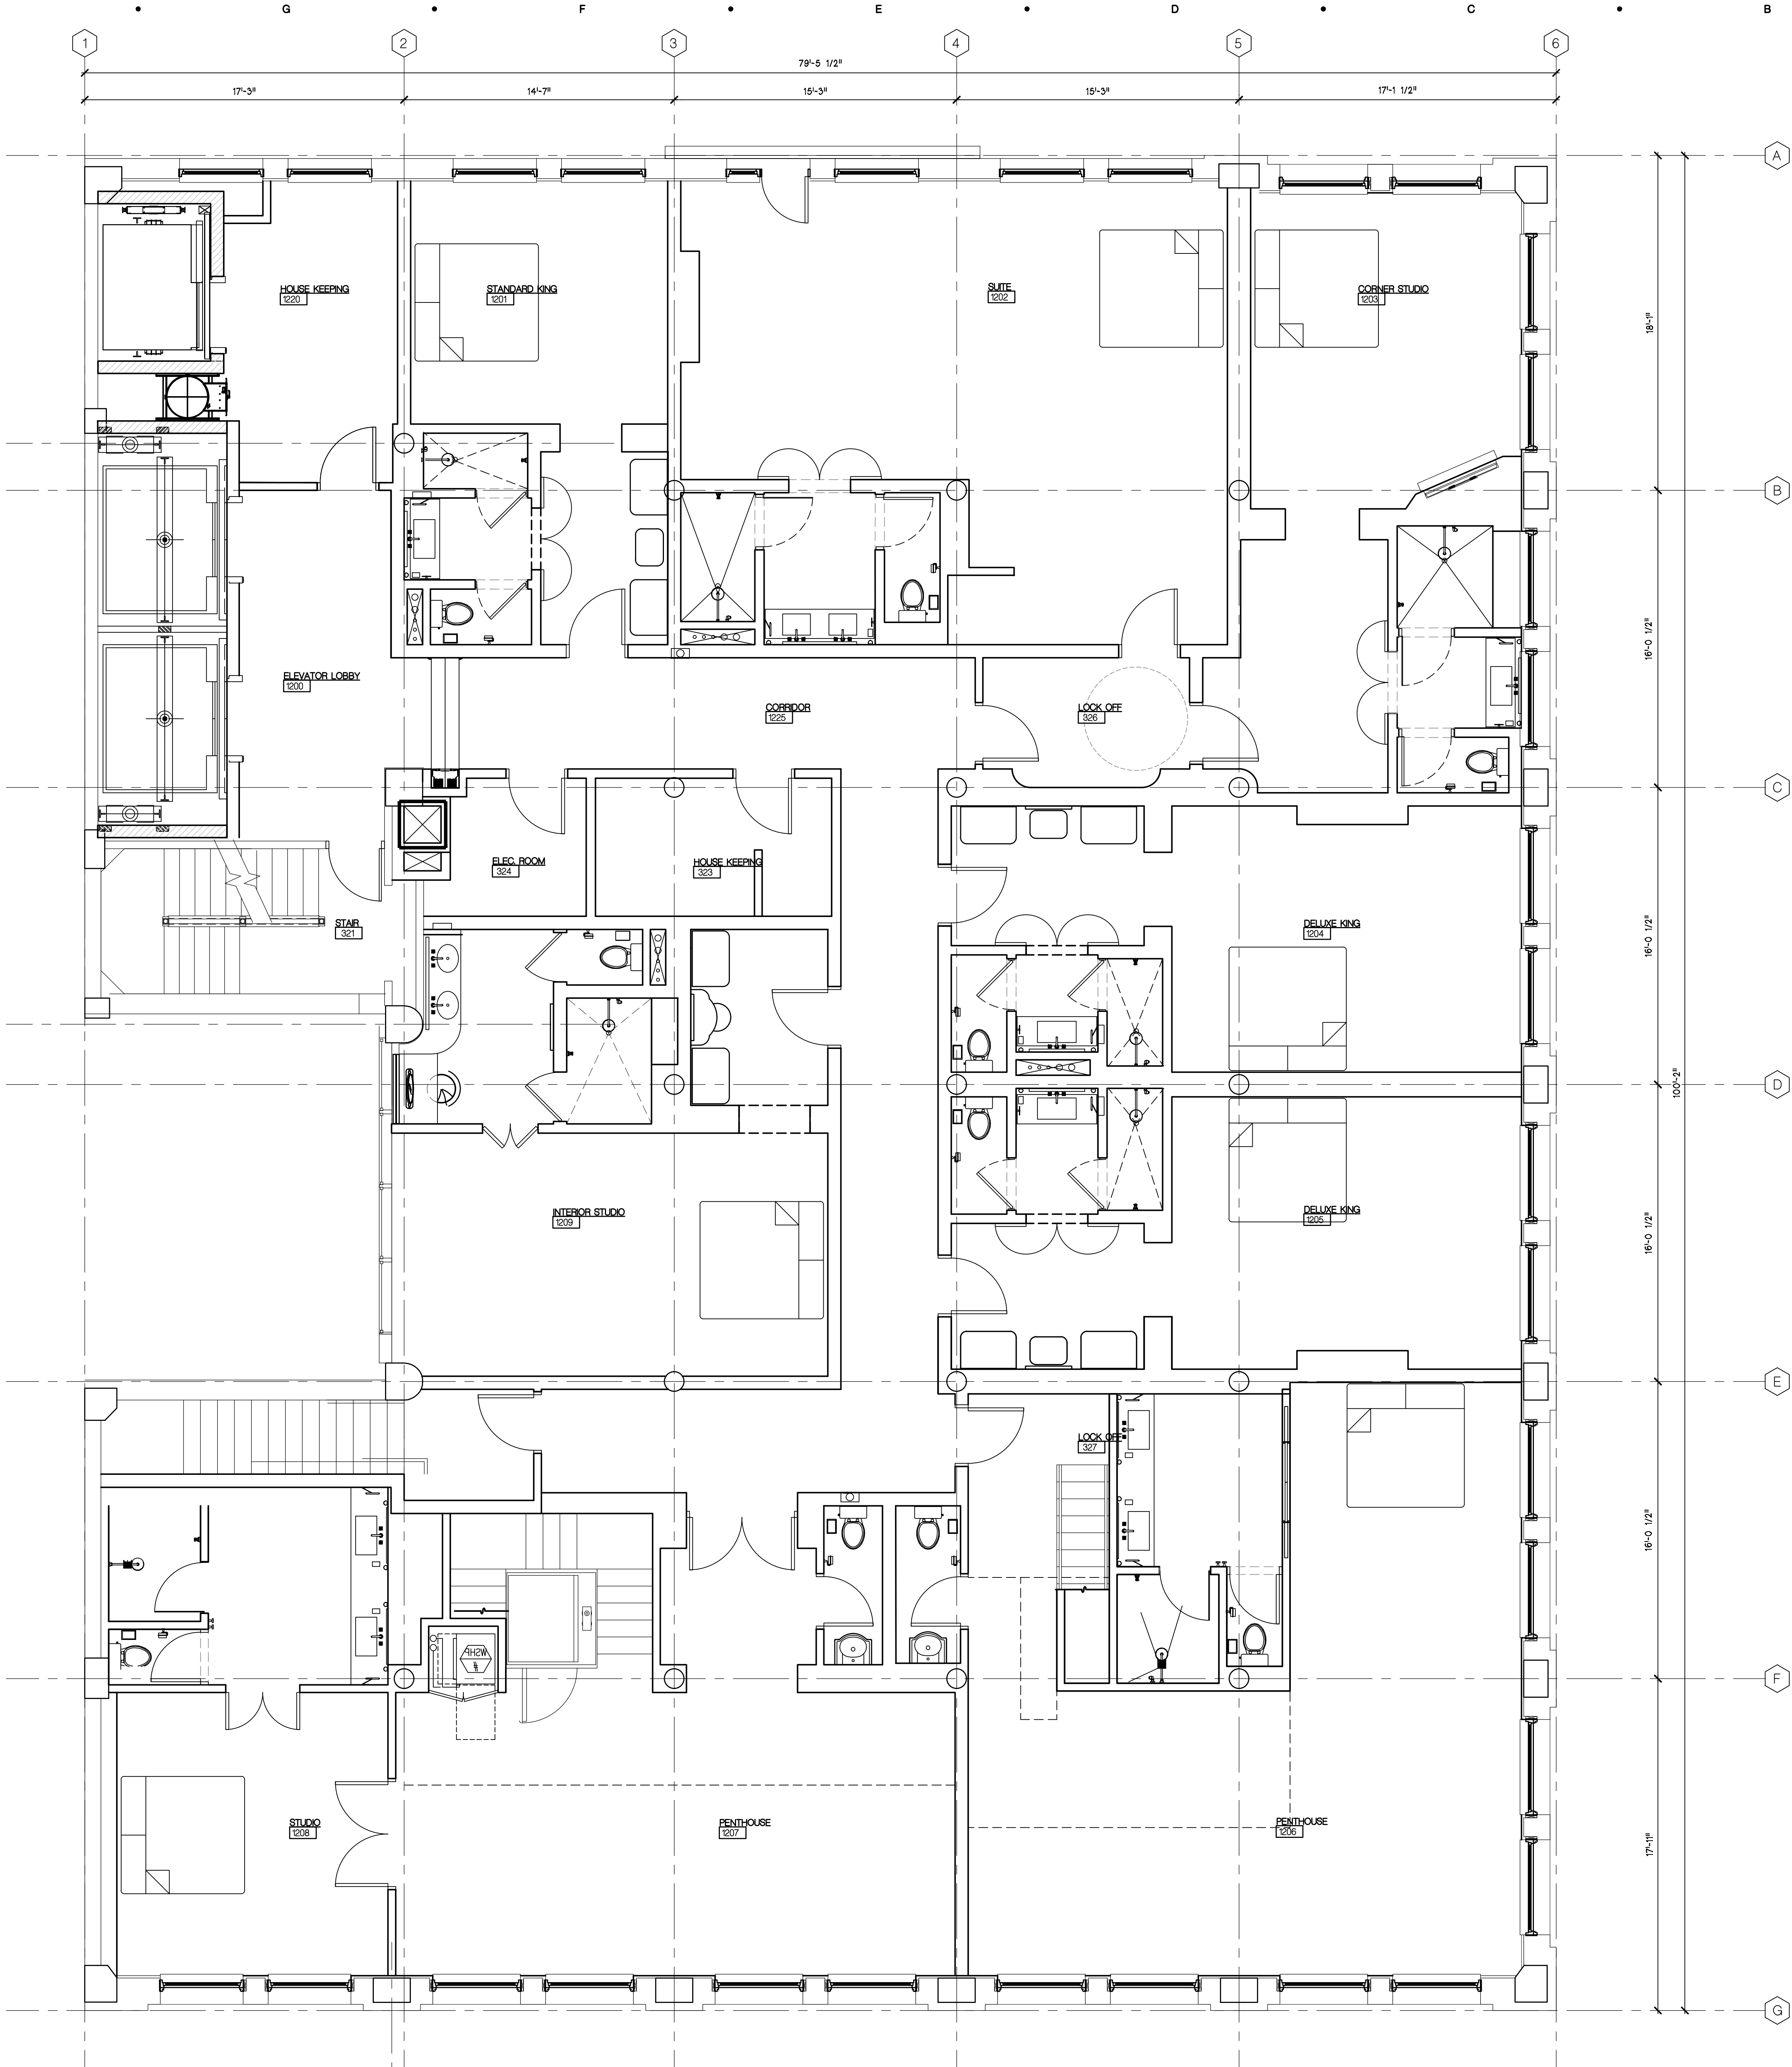 G F E D C B
1 2 3 4 5 6
79'-5 1/2"
17'-3" 14'-7" 15'-3" 15'-3" 17'-1 1/2"
A
HOUSE KEEPING
1220
STANDARD KING
1201
SUITE
1202
CORNER STUDIO
1203
18'-1"
B
16'-0 1/2"
ELEVATOR LOBBY
1200
CORRIDOR
1225
LOCK OFF
326
C
ELEC. ROOM
324
HOUSE KEEPING
323
STAIR
321
DELUXE KING
1204
16'-0 1/2"
D
100'-2"
INTERIOR STUDIO
1209
DELUXE KING
1205
16'-0 1/2"
E
LOCK OFF
327
16'-0 1/2"
WSHP
#
F
STUDIO
1208
PENTHOUSE
1207
PENTHOUSE
1206
17'-11"
G